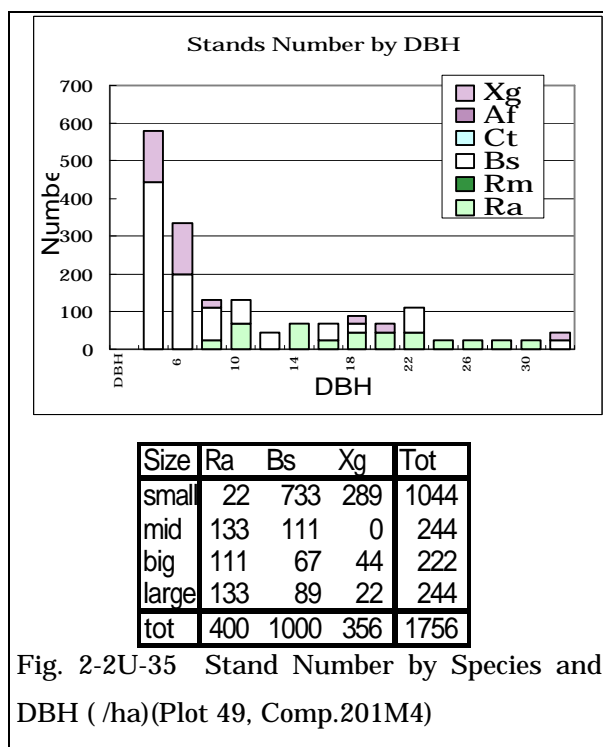 Stands Number by DBH
700
600
500
400
300
200
100
0
Numbe
Xg
Af
Ct
Bs
Rm
Ra
DBH 6 10 14 18 22 26 30
DBH
Size Ra Bs Xg Tot
small 22 733 289 1044
mid 133 111 0 244
big 111 67 44 222
large 133 89 22 244
tot 400 1000 356 1756
Fig. 2-2U-35 Stand Number by Species and
DBH ( /ha)(Plot 49, Comp.201M4)